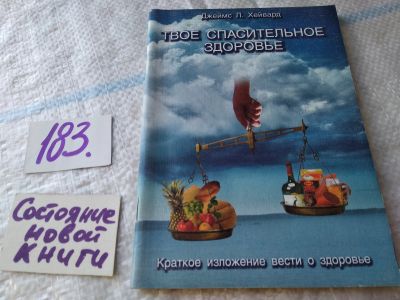 Джеймс Л. Хейвард
ТВОЕ СПАСИТЕЛЬНОЕ
ЗДОРОВЬЕ
Краткое изложение вести о здоровье
183.
Состояние
новой
книги